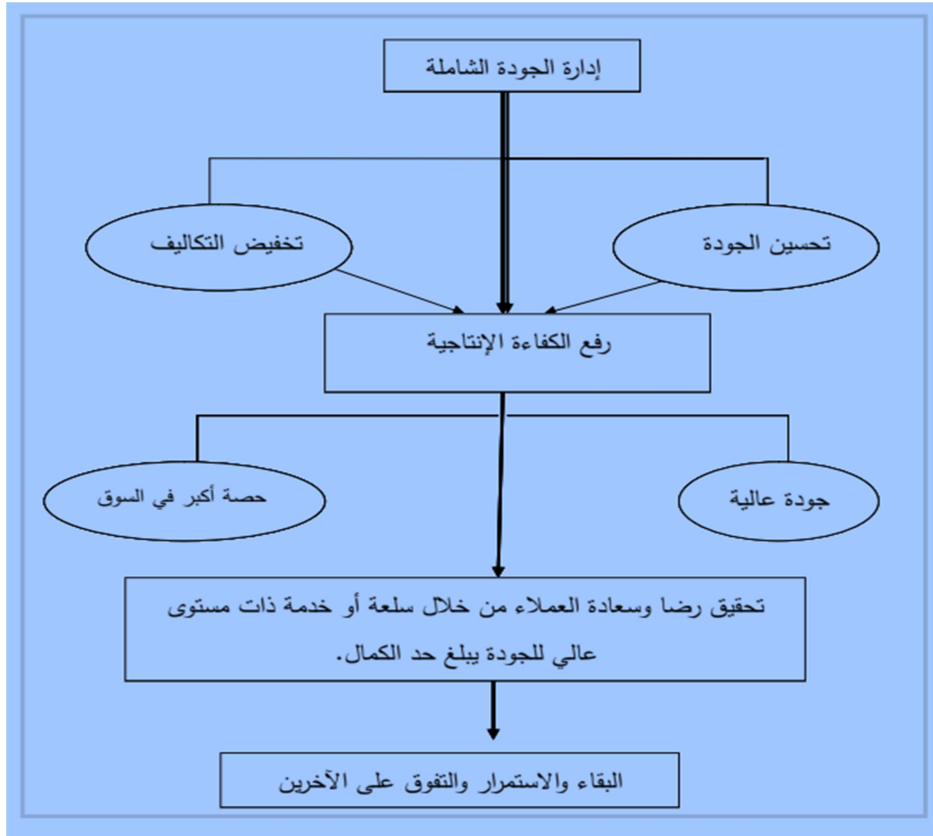 إدارة الجودة الشاملة
تحسين الجودة
تخفيض التكاليف
رفع الكفاءة الإنتاجية
جودة عالية
حصة أكبر في السوق
تحقيق رضا وسعادة العملاء من خلال سلعة أو خدمة ذات مستوى
عالي للجودة يبلغ حد الكمال.
البقاء والاستمرار والتفوق على الآخرين